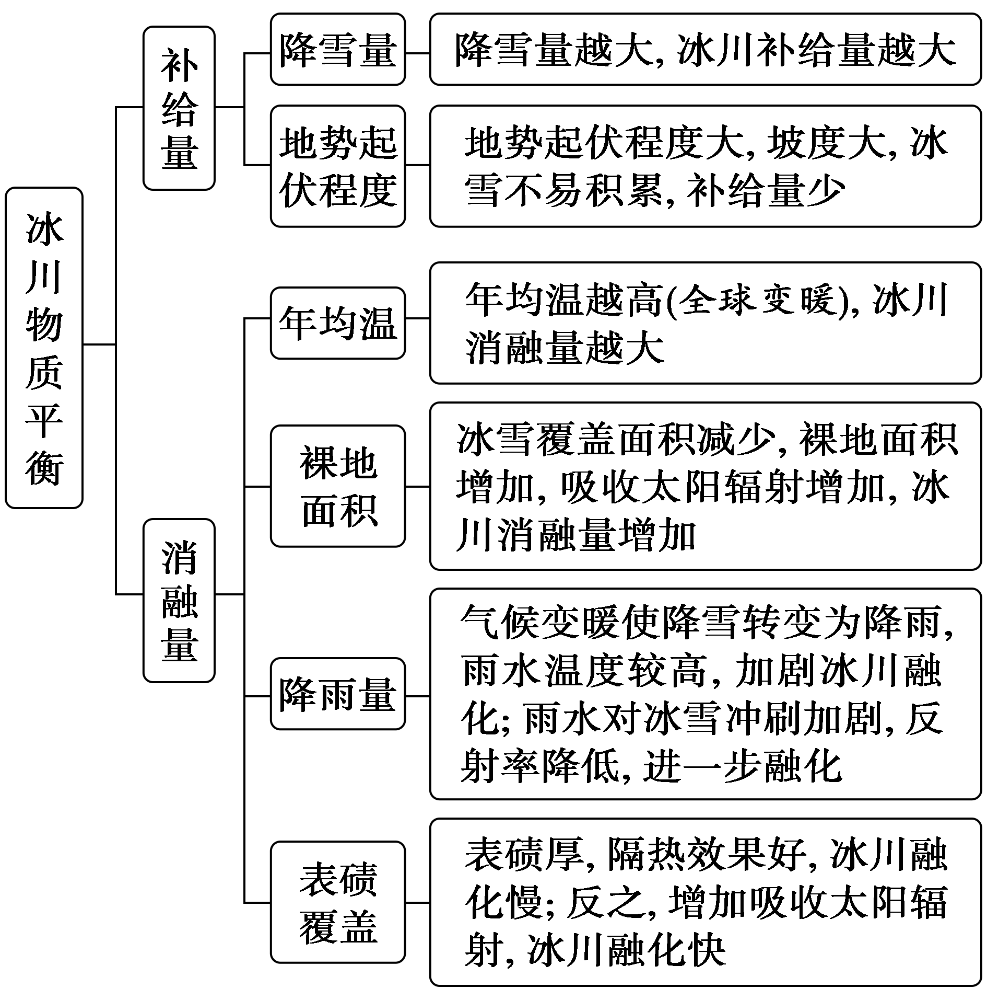 冰川物质平衡
补给量
降雪量
降雪量越大, 冰川补给量越大
地势起
伏程度
地势起伏程度大, 坡度大, 冰
雪不易积累, 补给量少
消融量
年均温
年均温越高(全球变暖), 冰川
消融量越大
裸地
面积
冰雪覆盖面积减少, 裸地面积
增加, 吸收太阳辐射增加, 冰
川消融量增加
降雨量
气候变暖使降雪转变为降雨,
雨水温度较高, 加剧冰川融
化; 雨水对冰雪冲刷加剧, 反
射率降低, 进一步融化
表碛
覆盖
表碛厚, 隔热效果好, 冰川融
化慢; 反之, 增加吸收太阳辐
射, 冰川融化快